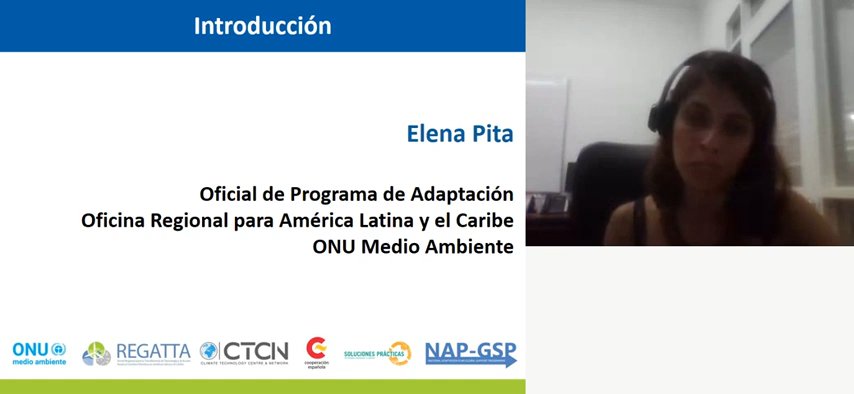 Introducción
Elena Pita
Oficial de Programa de Adaptación
Oficina Regional para América Latina y el Caribe
ONU Medio Ambiente
ONU
medio ambiente
REGATTA
CTCN
CLIMATE TECHNOLOGY CENTRE & NETWORK
cooperación
española
SOLUCIONES PRÁCTICAS
NAP-GSP